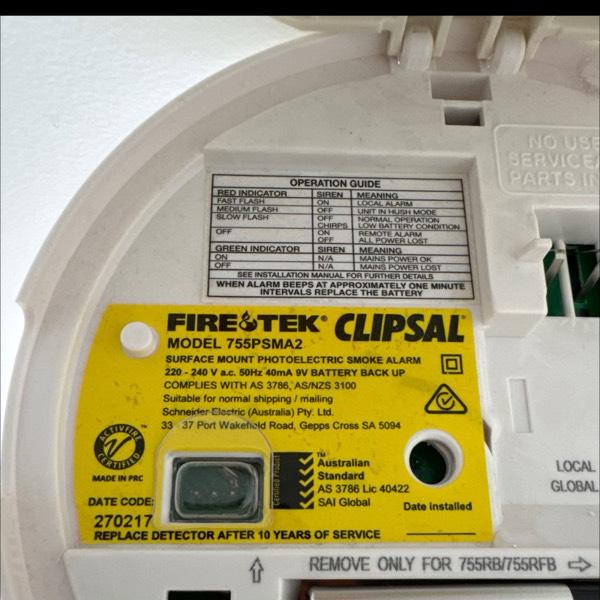 NO USE
SERVICEA
PARTS IN
OPERATION GUIDE
RED INDICATOR SIREN MEANING
FAST FLASH ON LOCAL ALARM
MEDIUM FLASH OFF UNIT IN HUSH MODE
SLOW FLASH OFF NORMAL OPERATION
CHIRPS LOW BATTERY CONDITION
OFF ON REMOTE ALARM
OFF ALL POWER LOST
GREEN INDICATOR SIREN MEANING
ON N/A MAINS POWER OK
OFF N/A MAINS POWER LOST
SEE INSTALLATION MANUAL FOR FURTHER DETAILS
WHEN ALARM BEEPS AT APPROXIMATELY ONE MINUTE
INTERVALS REPLACE THE BATTERY
FIRETEK® CLIPSAL®
MODEL 755PSMA2
SURFACE MOUNT PHOTOELECTRIC SMOKE ALARM
220 - 240 V a.c. 50Hz 40mA 9V BATTERY BACK UP
COMPLIES WITH AS 3786, AS/NZS 3100
Suitable for normal shipping / mailing
Schneider Electric (Australia) Pty. Ltd.
33 - 37 Port Wakefield Road, Gepps Cross SA 5094
ACTIVFIRE CERTIFIED
™
MADE IN PRC
Certified Product
™
Australian
Standard
AS 3786 Lic 40422
SAI Global
Date installed
DATE CODE:
270217
REPLACE DETECTOR AFTER 10 YEARS OF SERVICE
LOCAL
GLOBAL
REMOVE ONLY FOR 755RB/755RFB